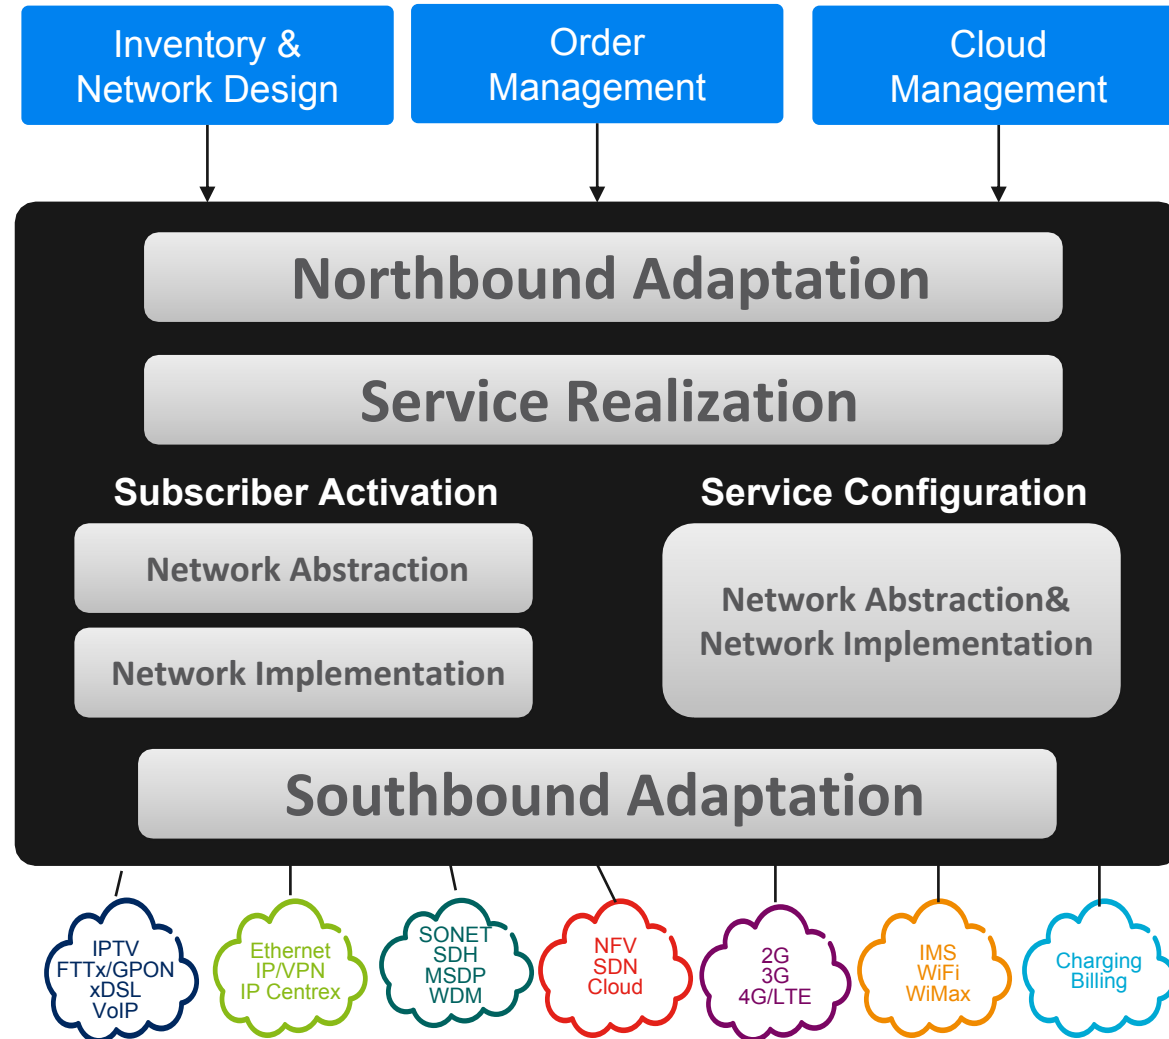 Inventory &
Network Design
Order
Management
Cloud
Management
Northbound Adaptation
Service Realization
Subscriber Activation
Service Configuration
Network Abstraction
Network Implementation
Network Abstraction&
Network Implementation
Southbound Adaptation
IPTV
FTTx/GPON
xDSL
VoIP
Ethernet
IP/VPN
IP Centrex
SONET
SDH
MSDP
WDM
NFV
SDN
Cloud
2G
3G
4G/LTE
IMS
WiFi
WiMax
Charging
Billing